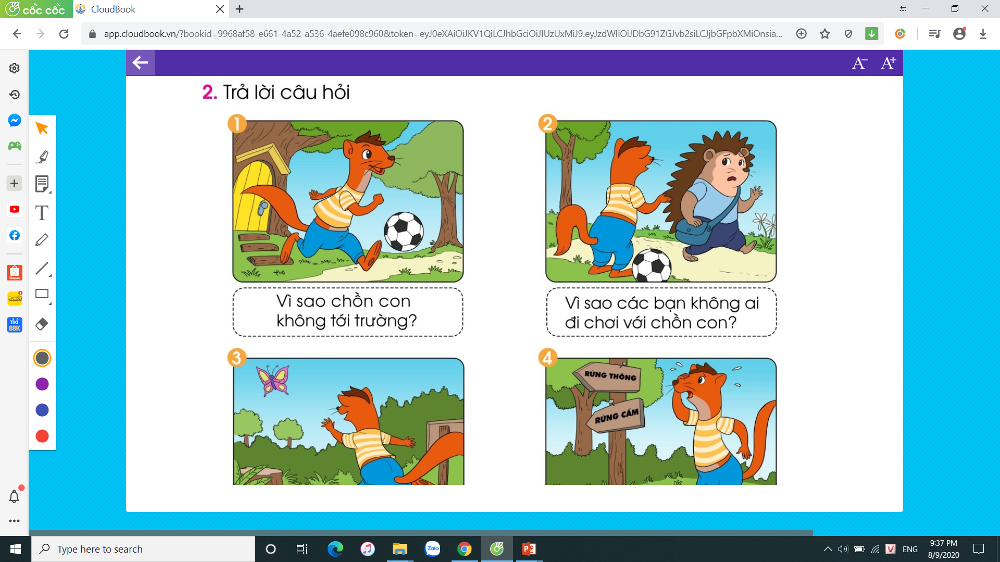 cốc cốc
CloudBook
app.cloudbook.vn/?bookid=9968af58-e661-4a52-a536-4aefe098c960&token=eyJ0eXAiOiJKV1QiLCJhbGciOiJIUzUxMiJ9.eyJzdWIiOiJDbG91ZGJvb2siLCJjbGFpbXMiOnsia...
A− A+
2. Trả lời câu hỏi
1
2
Vì sao chồn con
không tới trường?
Vì sao các bạn không ai
đi chơi với chồn con?
3
4
RỪNG THÔNG
RỪNG CẤM
T
Shopee
3
TIKI
88K
Type here to search
Zalo
V
ENG
9:37 PM
8/9/2020